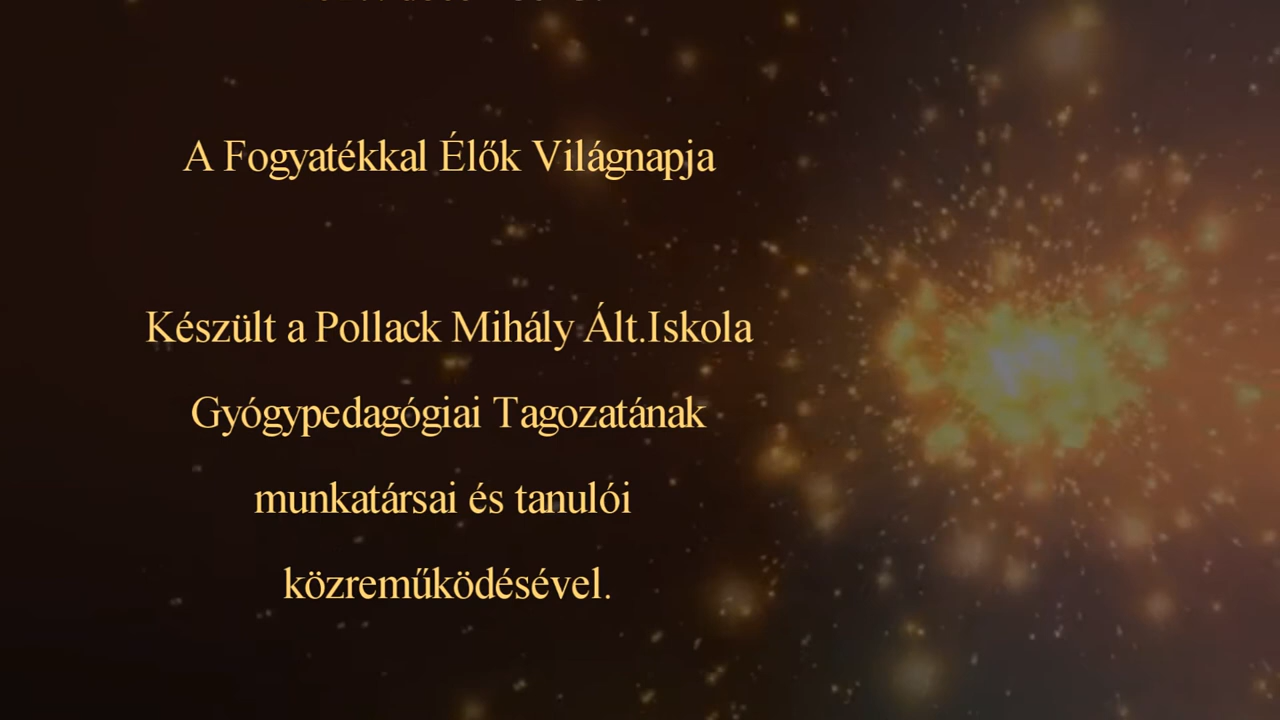 A Fogyatékkal Élők Világnapja
Készült a Pollack Mihály Ált.Iskola
Gyógypedagógiai Tagozatának
munkatársai és tanulói
közreműködésével.